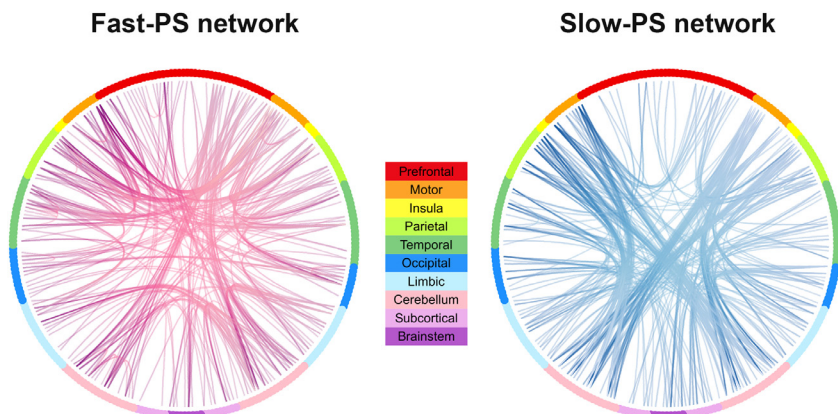 Fast-PS network
Slow-PS network
Prefrontal
Motor
Insula
Parietal
Temporal
Occipital
Limbic
Cerebellum
Subcortical
Brainstem